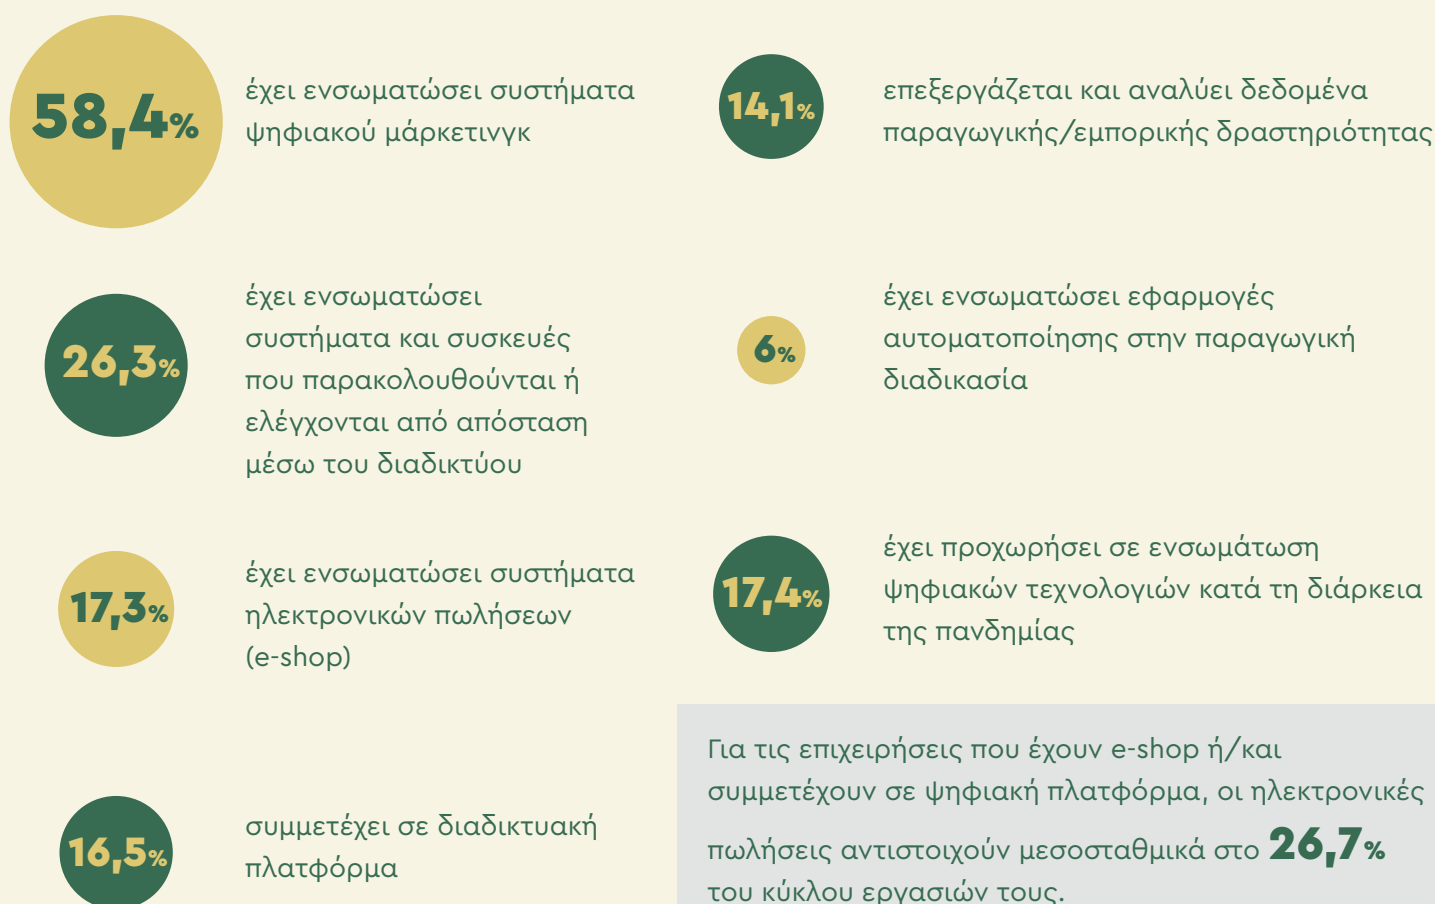 58,4%
έχει ενσωματώσει συστήματα
ψηφιακού μάρκετινγκ
26,3%
έχει ενσωματώσει
συστήματα και συσκευές
που παρακολουθούνται ή
ελέγχονται από απόσταση
μέσω του διαδικτύου
17,3%
έχει ενσωματώσει συστήματα
ηλεκτρονικών πωλήσεων
(e-shop)
16,5%
συμμετέχει σε διαδικτυακή
πλατφόρμα
14,1%
επεξεργάζεται και αναλύει δεδομένα
παραγωγικής/εμπορικής δραστηριότητας
6%
έχει ενσωματώσει εφαρμογές
αυτοματοποίησης στην παραγωγική
διαδικασία
17,4%
έχει προχωρήσει σε ενσωμάτωση
ψηφιακών τεχνολογιών κατά τη διάρκεια
της πανδημίας
Για τις επιχειρήσεις που έχουν e-shop ή/και
συμμετέχουν σε ψηφιακή πλατφόρμα, οι ηλεκτρονικές
πωλήσεις αντιστοιχούν μεσοσταθμικά στο 26,7%
του κύκλου εργασιών τους.